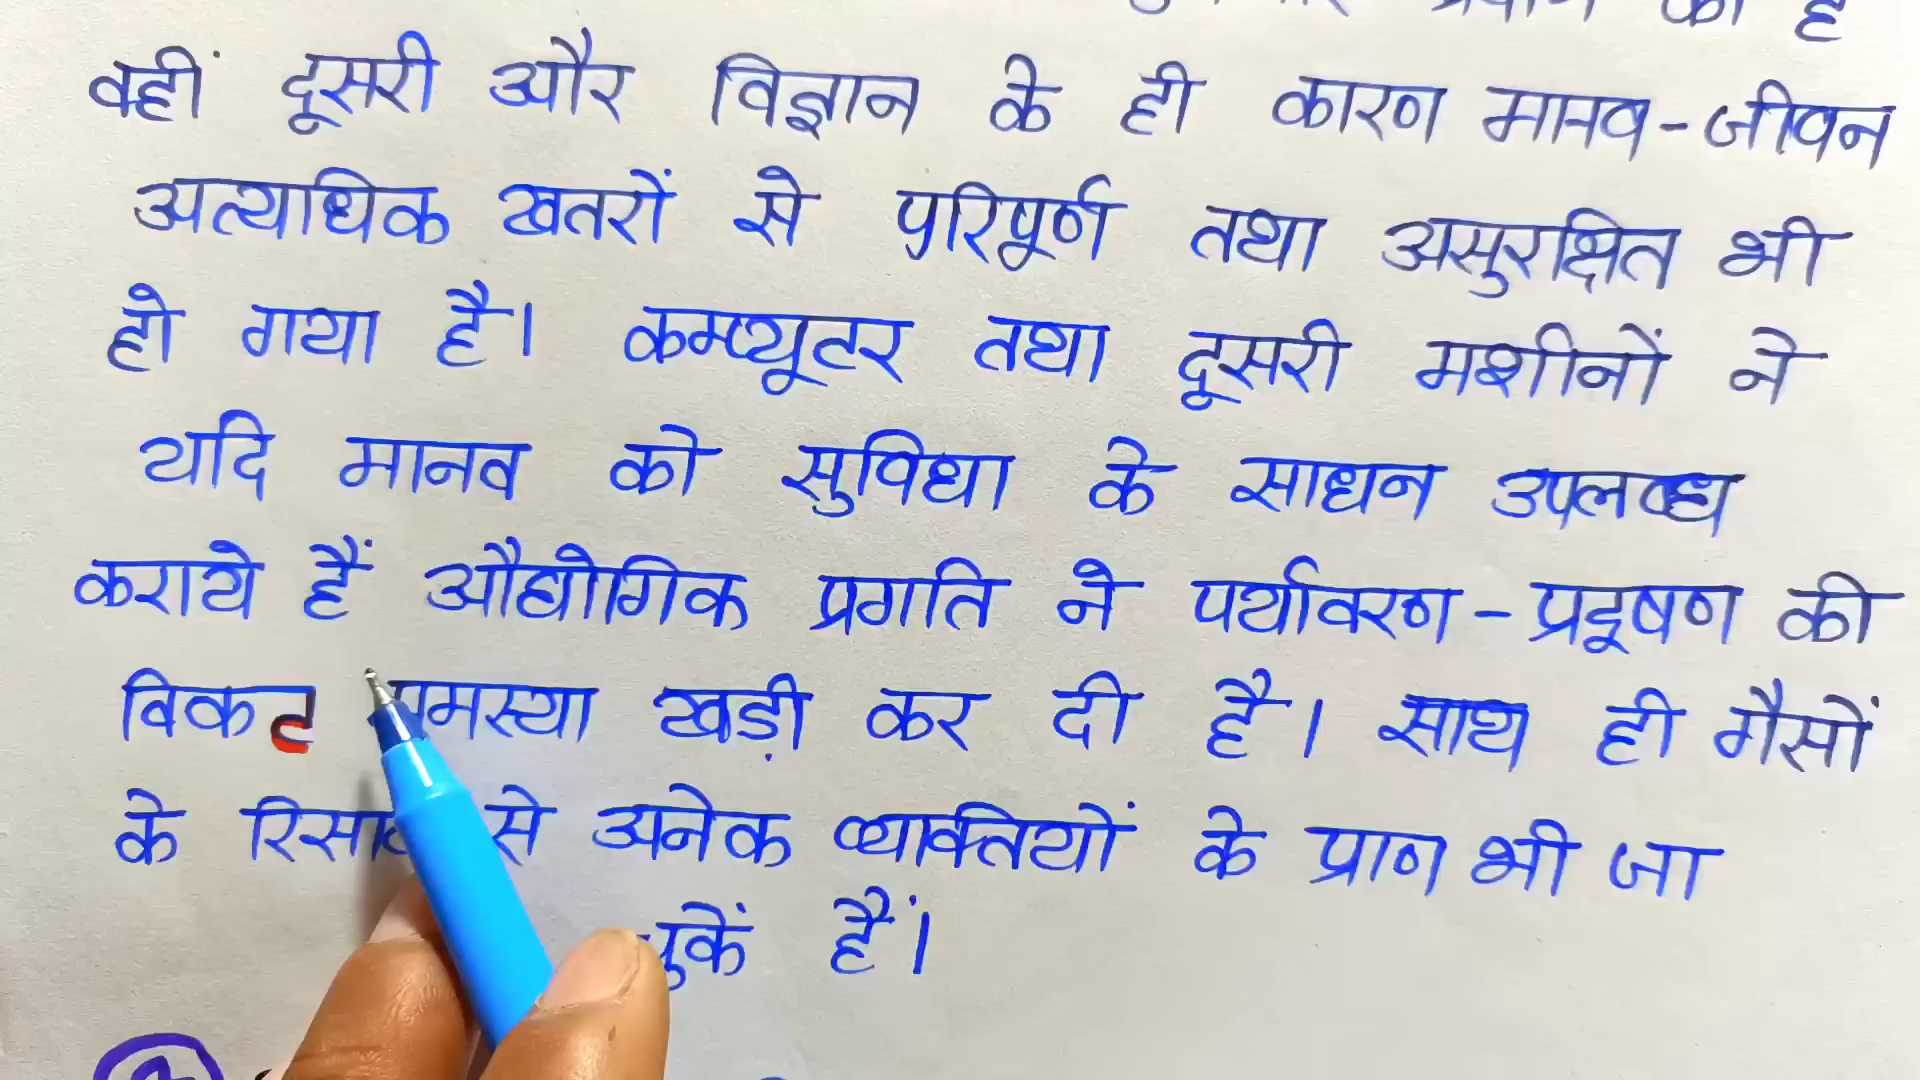 वहीं दूसरी और विज्ञान के ही कारण मानव-जीवन
अत्याधिक खतरों से परिपूर्ण तथा असुरक्षित भी
हो गया है। कम्प्यूटर तथा दूसरी मशीनों ने
यदि मानव को सुविधा के साधन उपलब्ध
कराये हैं औद्योगिक प्रगति ने पर्यावरण-प्रदूषण की
विकट समस्या खड़ी कर दी है। साथ ही गैसों
के रिसाव से अनेक व्यक्तियों के प्राण भी जा
चुकें हैं।